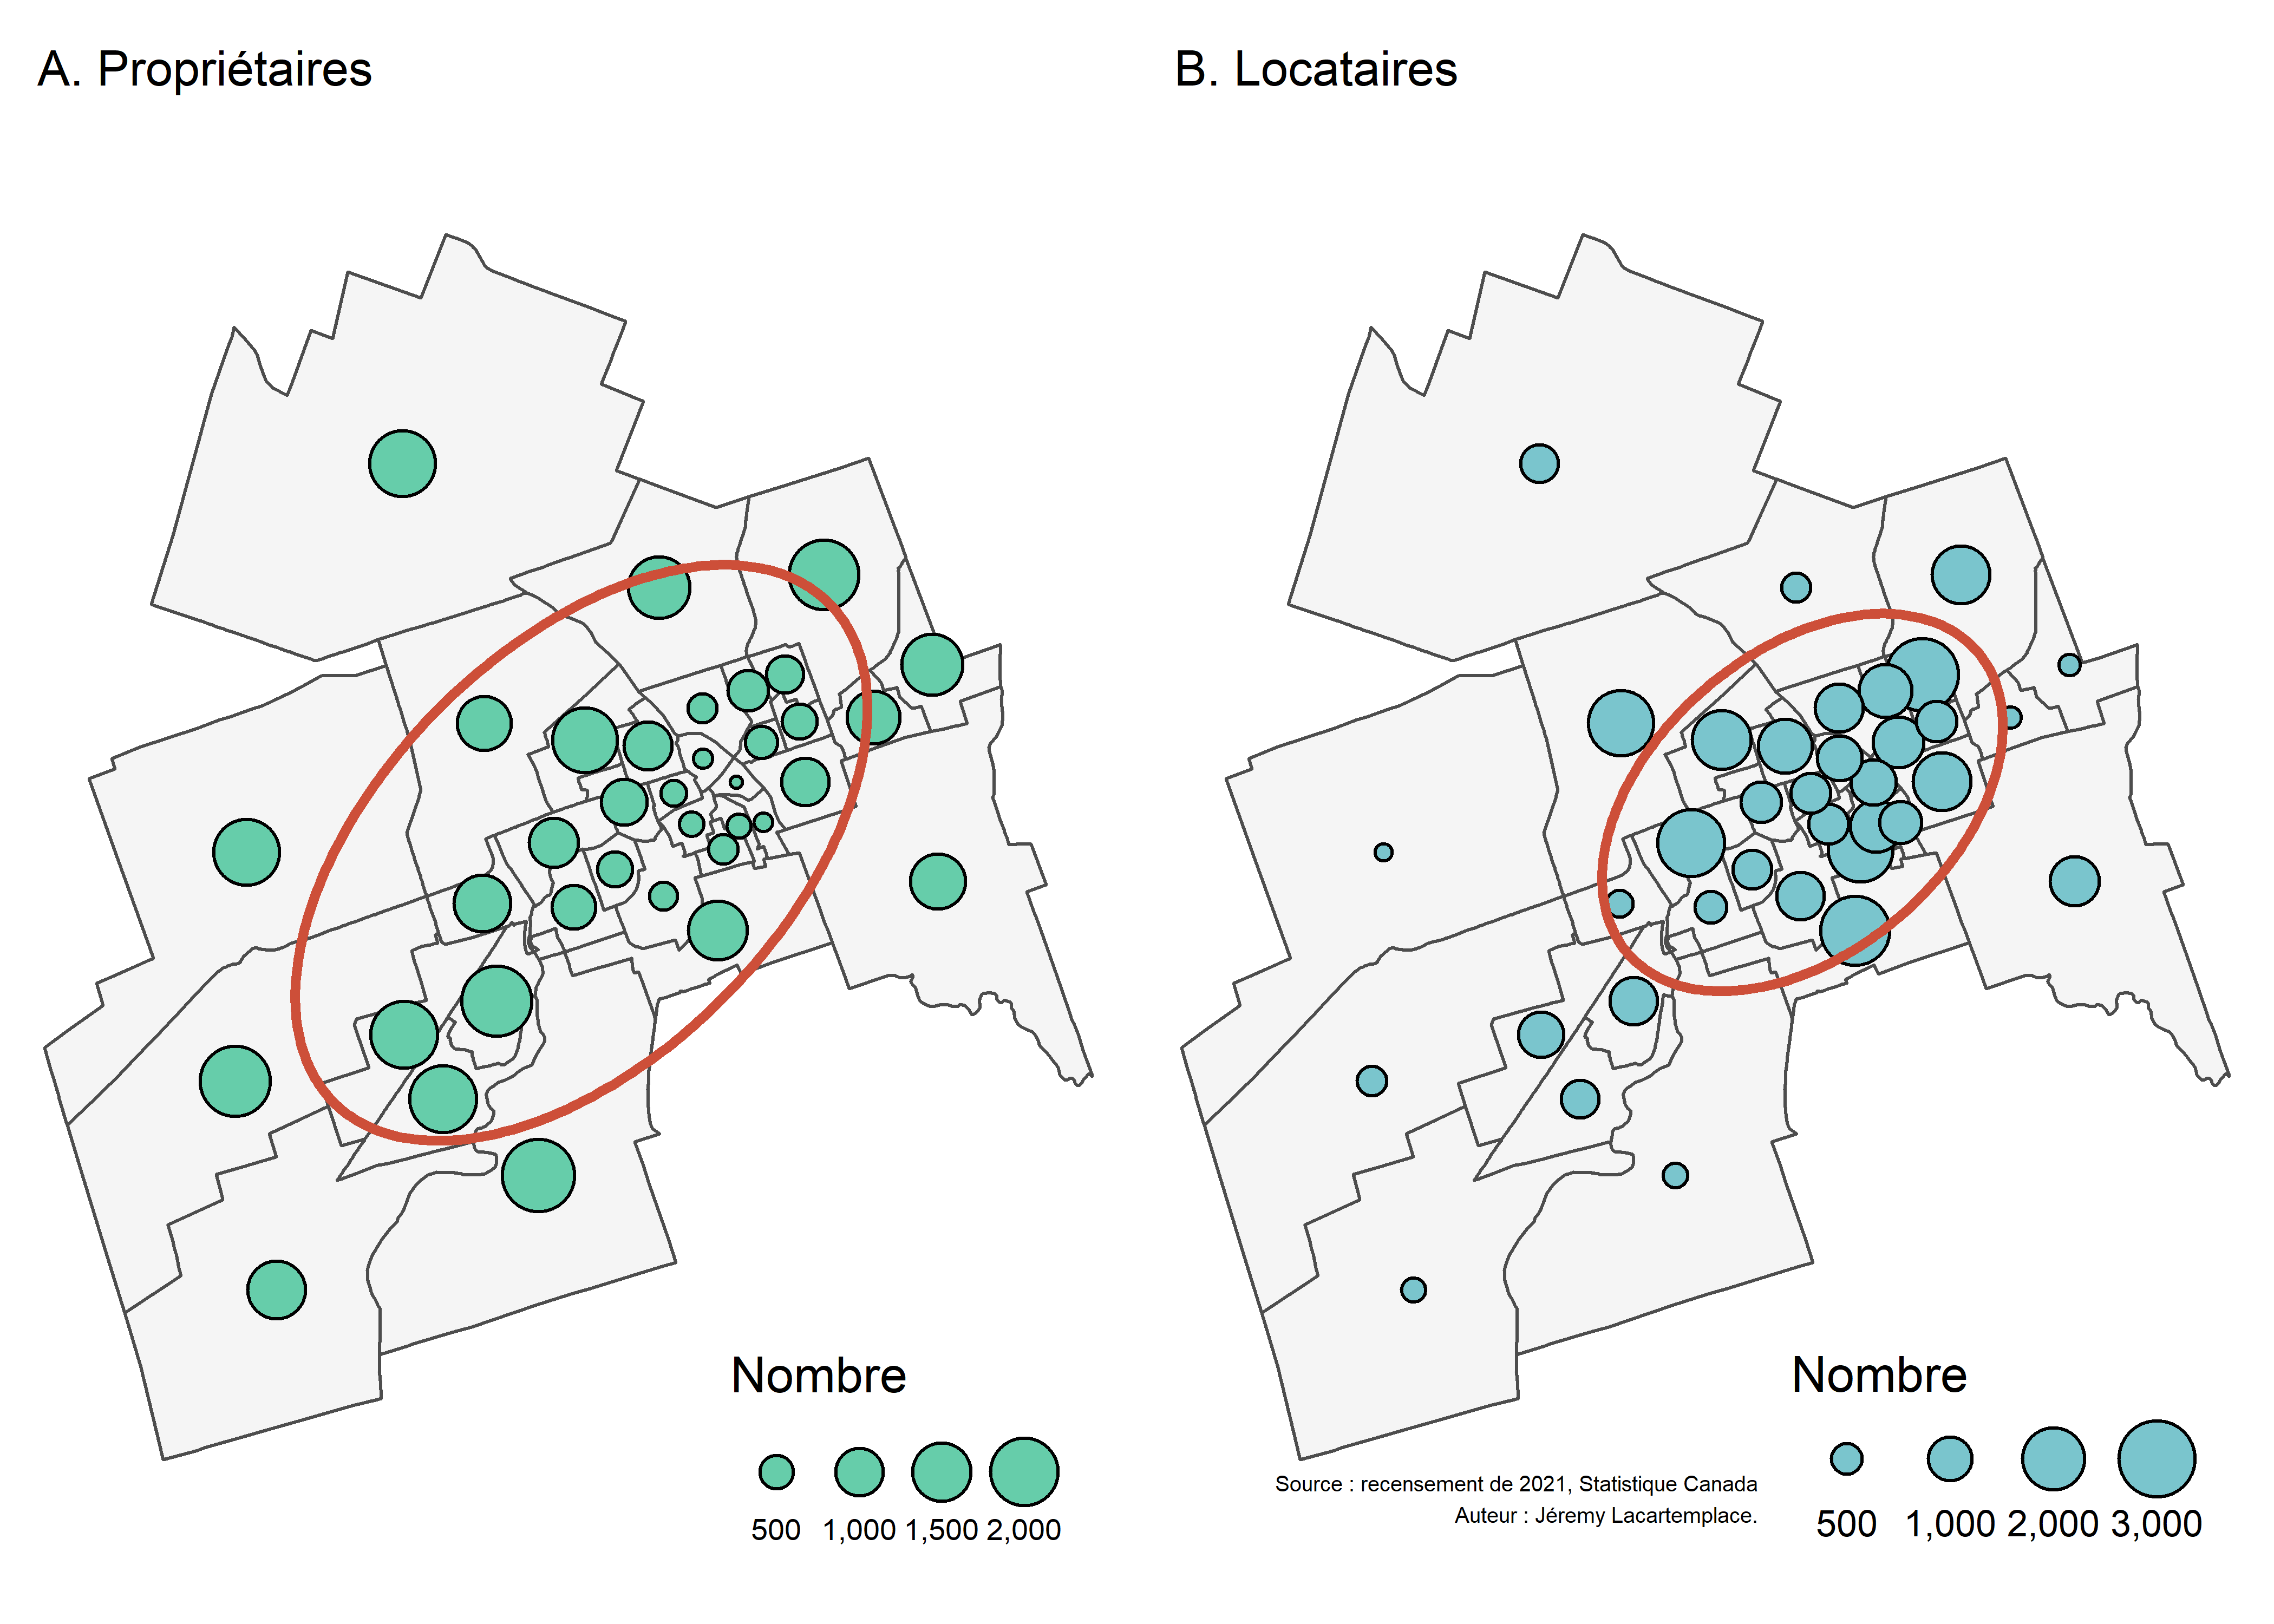 A. Propriétaires
B. Locataires
Nombre
500 1,000 1,500 2,000
Nombre
500 1,000 2,000 3,000
Source : recensement de 2021, Statistique Canada
Auteur : Jéremy Lacartemplace.